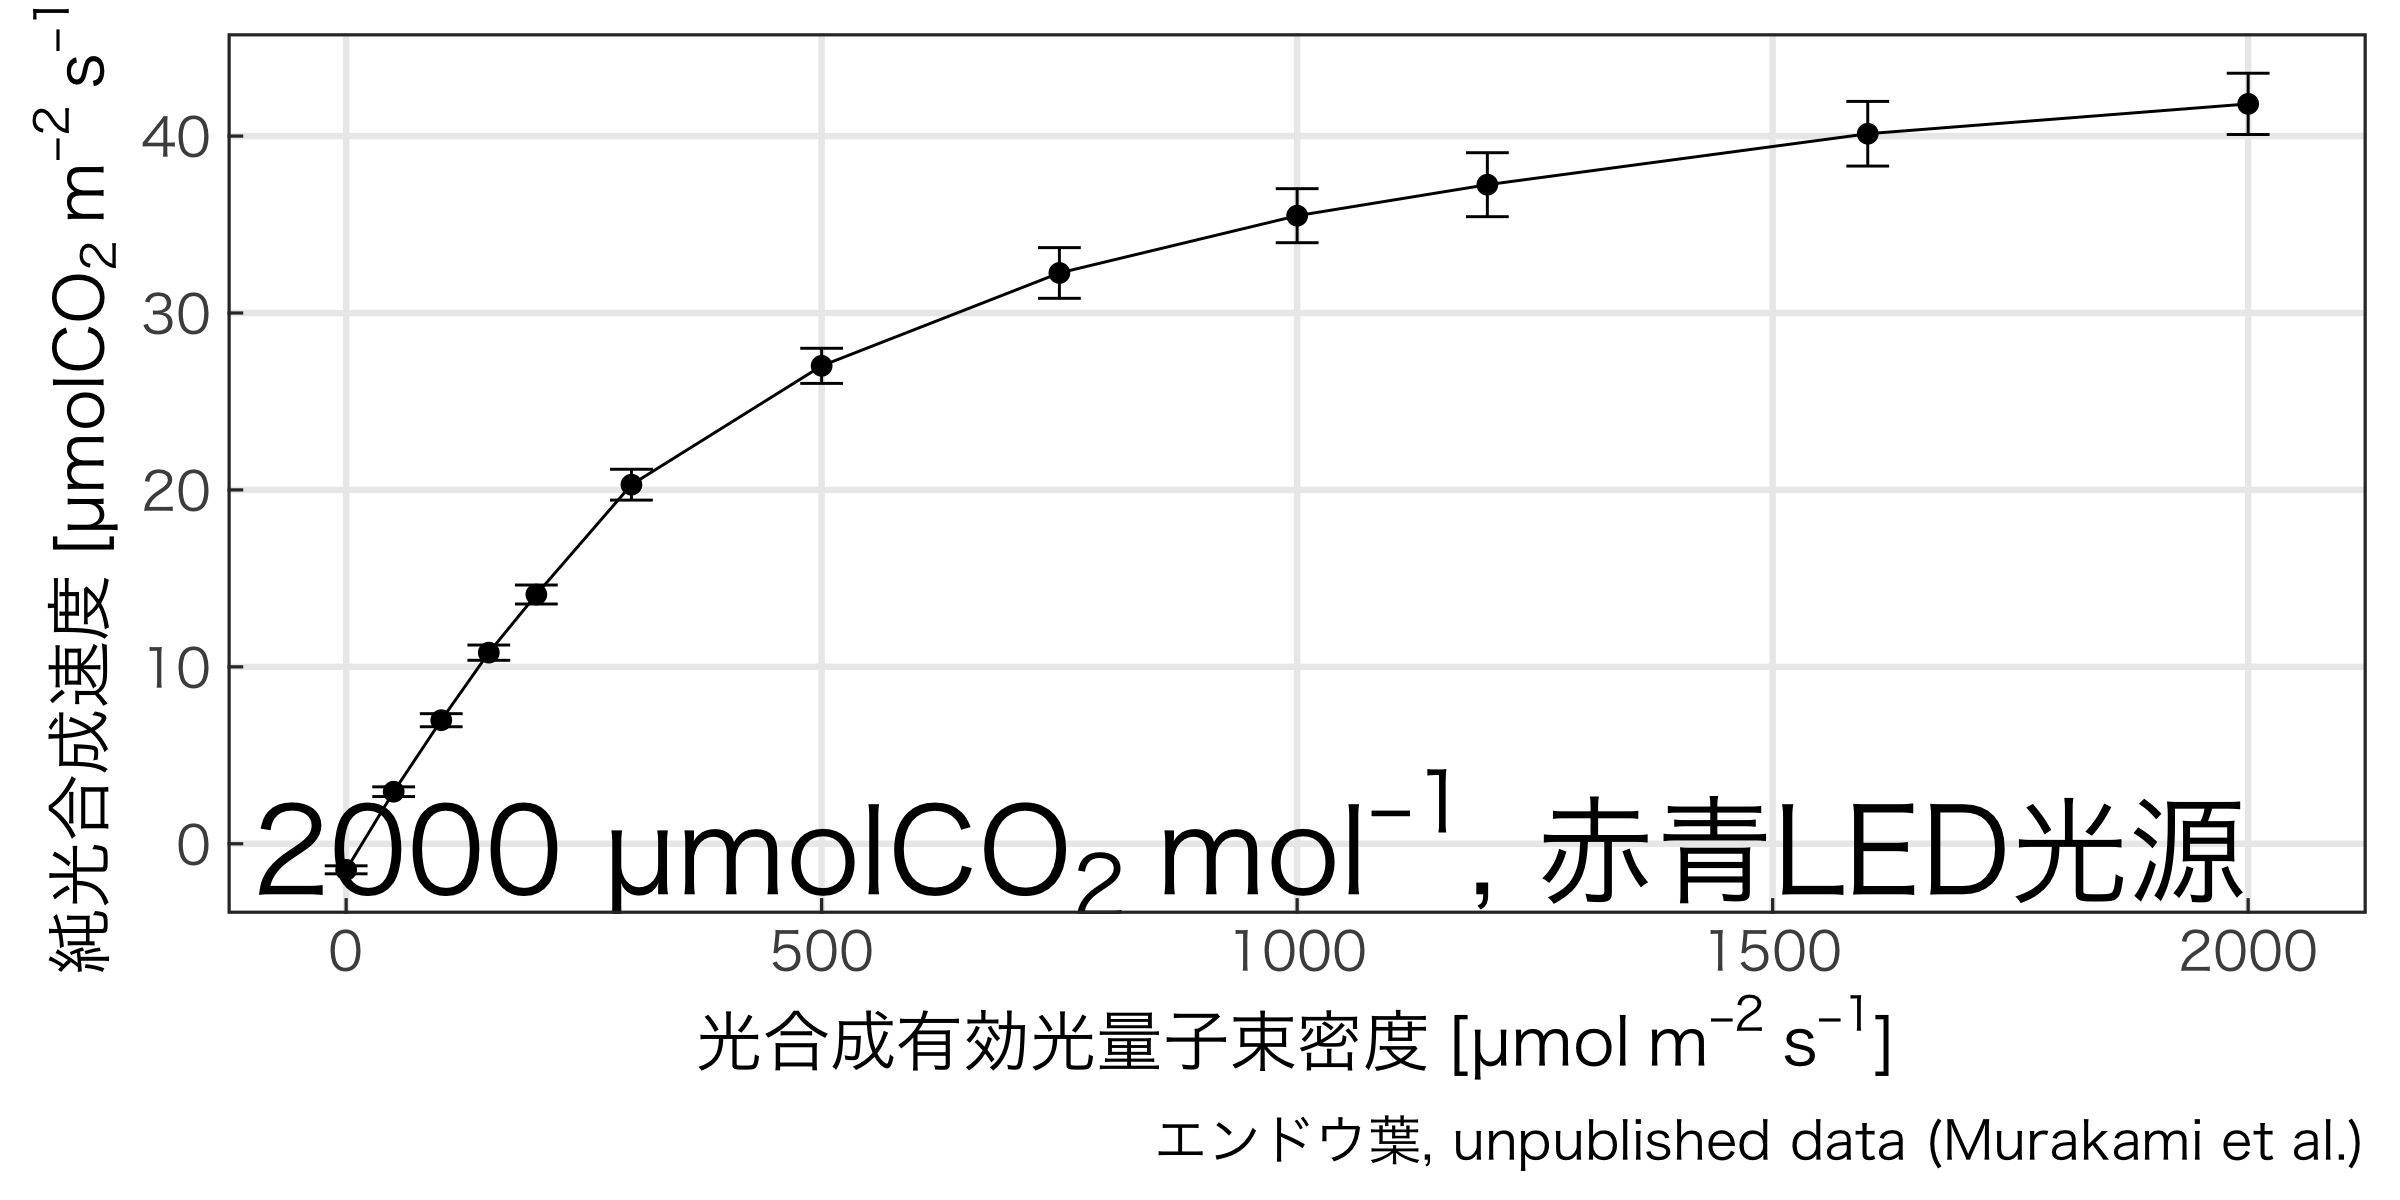 純光合成速度 [µmolCO₂ m⁻² s⁻¹
40
30
20
10
0
2000 µmolCO₂ mol⁻¹, 赤青LED光源
0 500 1000 1500 2000
光合成有効光量子束密度 [µmol m⁻² s⁻¹]
エンドウ葉, unpublished data (Murakami et al.)